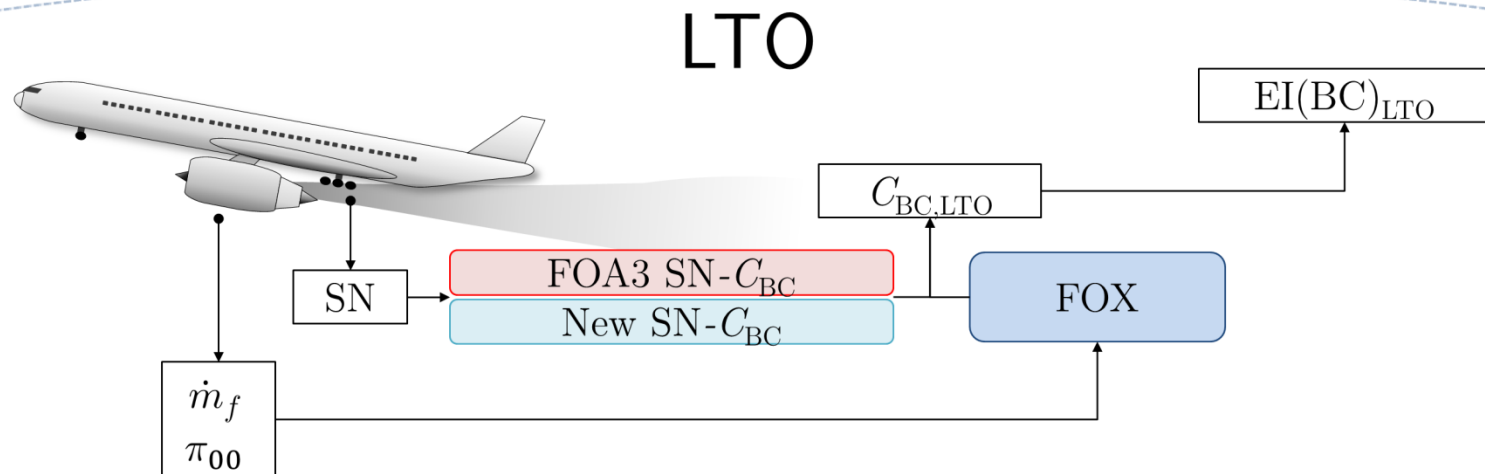 LTO
EI(BC)LTO
CBC,LTO
SN
FOA3 SN-CBC
New SN-CBC
FOX
ṁf
π00